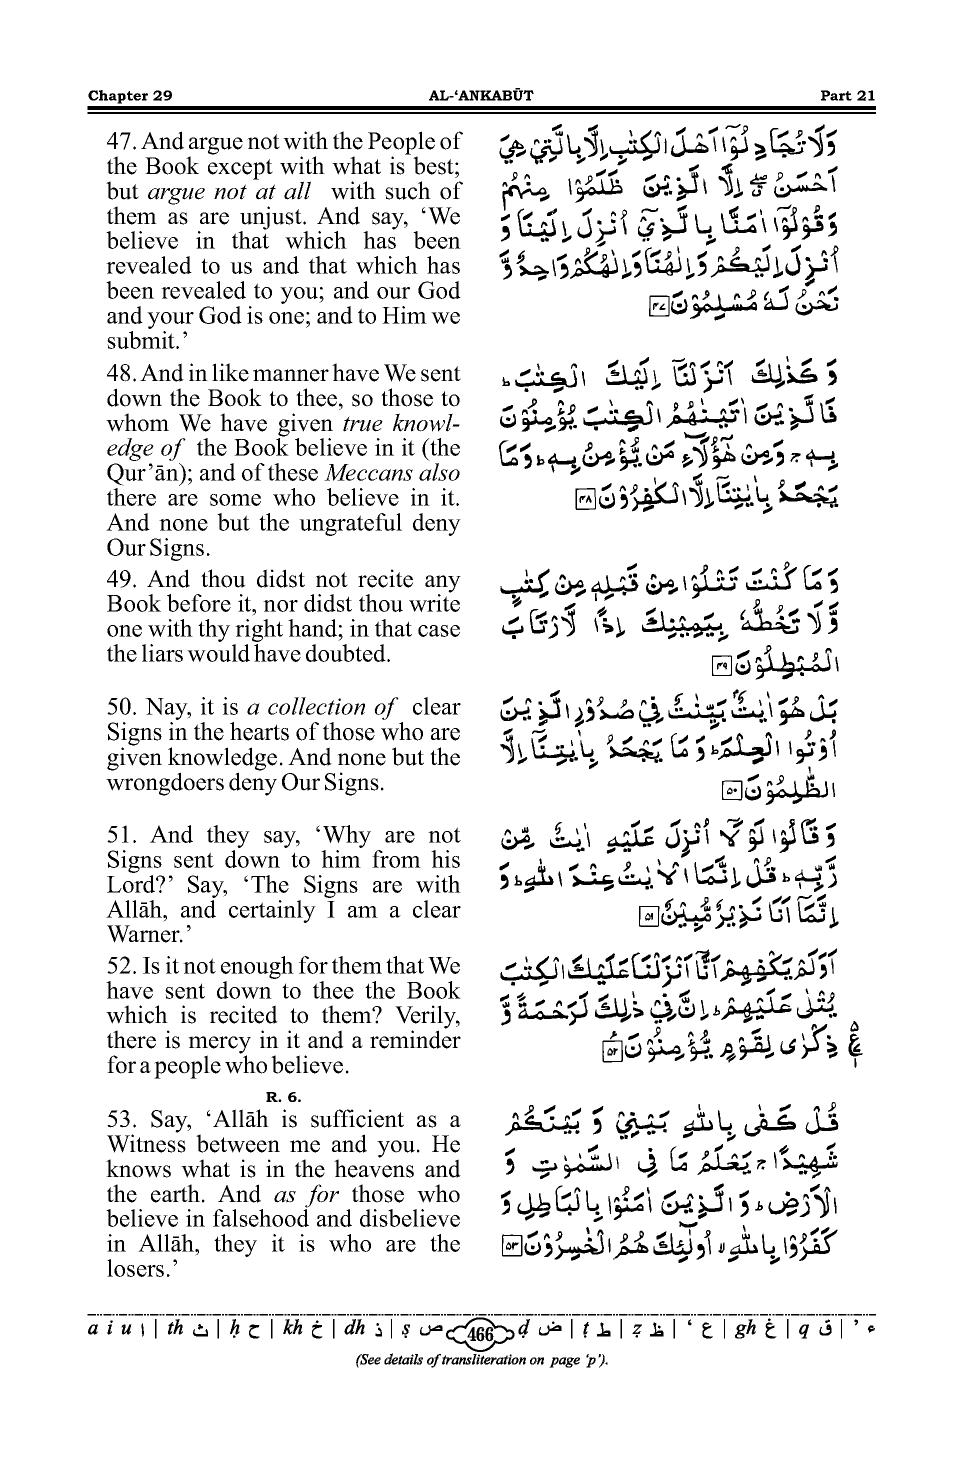 Chapter 29 AL-‘ANKABŪT Part 21
47. And argue not with the People of
the Book except with what is best;
but argue not at all with such of
them as are unjust. And say, ‘We
believe in that which has been
revealed to us and that which has
been revealed to you; and our God
and your God is one; and to Him we
submit.’
وَلَا تُجَادِلُوْۤا اَهْلَ الْكِتٰبِ اِلَّا بِالَّتِيْ هِيَ
اَحْسَنُ ۖ اِلَّا الَّذِيْنَ ظَلَمُوْا مِنْهُمْ
وَقُوْلُوْۤا اٰمَنَّا بِالَّذِيْۤ اُنْزِلَ اِلَيْنَا وَ
اُنْزِلَ اِلَيْكُمْ وَاِلٰهُنَا وَاِلٰهُكُمْ وَاحِدٌ وَّ
نَحْنُ لَهٗ مُسْلِمُوْنَ ۴۷
48. And in like manner have We sent
down the Book to thee, so those to
whom We have given true knowl-
edge of the Book believe in it (the
Qur’ān); and of these Meccans also
there are some who believe in it.
And none but the ungrateful deny
Our Signs.
وَ كَذٰلِكَ اَنْزَلْنَاۤ اِلَيْكَ الْكِتٰبَ ؕ
فَالَّذِيْنَ اٰتَيْنٰهُمُ الْكِتٰبَ يُؤْمِنُوْنَ
بِهٖ ۚ وَمِنْ هٰۤؤُلَآءِ مَنْ يُّؤْمِنُ بِهٖ ؕ وَمَا
يَجْحَدُ بِاٰيٰتِنَاۤ اِلَّا الْكٰفِرُوْنَ ۴۸
49. And thou didst not recite any
Book before it, nor didst thou write
one with thy right hand; in that case
the liars would have doubted.
وَ مَا كُنْتَ تَتْلُوْا مِنْ قَبْلِهٖ مِنْ كِتٰبٍ
وَّ لَا تَخُطُّهٗ بِيَمِيْنِكَ اِذًا لَّارْتَابَ
الْمُبْطِلُوْنَ ۴۹
50. Nay, it is a collection of clear
Signs in the hearts of those who are
given knowledge. And none but the
wrongdoers deny Our Signs.
بَلْ هُوَ اٰيٰتٌۢ بَيِّنٰتٌ فِيْ صُدُوْرِ الَّذِيْنَ
اُوْتُوا الْعِلْمَ ؕ وَ مَا يَجْحَدُ بِاٰيٰتِنَاۤ اِلَّا
الظّٰلِمُوْنَ ۵۰
51. And they say, ‘Why are not
Signs sent down to him from his
Lord?’ Say, ‘The Signs are with
Allāh, and certainly I am a clear
Warner.’
وَ قَالُوْا لَوْ لَاۤ اُنْزِلَ عَلَيْهِ اٰيٰتٌ مِّنْ
رَّبِّهٖ ؕ قُلْ اِنَّمَا الْاٰيٰتُ عِنْدَ اللّٰهِ ؕ وَ
اِنَّمَاۤ اَنَا نَذِيْرٌ مُّبِيْنٌ ۵۱
52. Is it not enough for them that We
have sent down to thee the Book
which is recited to them? Verily,
there is mercy in it and a reminder
for a people who believe.
اَوَلَمْ يَكْفِهِمْ اَنَّاۤ اَنْزَلْنَا عَلَيْكَ الْكِتٰبَ
يُتْلٰى عَلَيْهِمْ ؕ اِنَّ فِيْ ذٰلِكَ لَرَحْمَةً وَّ
ذِكْرٰى لِقَوْمٍ يُّؤْمِنُوْنَ ۵۲
R. 6.
53. Say, ‘Allāh is sufficient as a
Witness between me and you. He
knows what is in the heavens and
the earth. And as for those who
believe in falsehood and disbelieve
in Allāh, they it is who are the
losers.’
قُلْ كَفٰى بِاللّٰهِ بَيْنِيْ وَ بَيْنَكُمْ
شَهِيْدًا ۚ يَعْلَمُ مَا فِي السَّمٰوٰتِ وَ
الْاَرْضِ ؕ وَ الَّذِيْنَ اٰمَنُوْا بِالْبَاطِلِ وَ
كَفَرُوْا بِاللّٰهِ ۙ اُولٰٓئِكَ هُمُ الْخٰسِرُوْنَ ۵۳
a i u ا | th ث | ḥ ح | kh خ | dh ذ | ṣ ص 466 ḍ ض | ṭ ط | ẓ ظ | ‘ ع | gh غ | q ق | ’ ء
(See details of transliteration on page ‘p’).